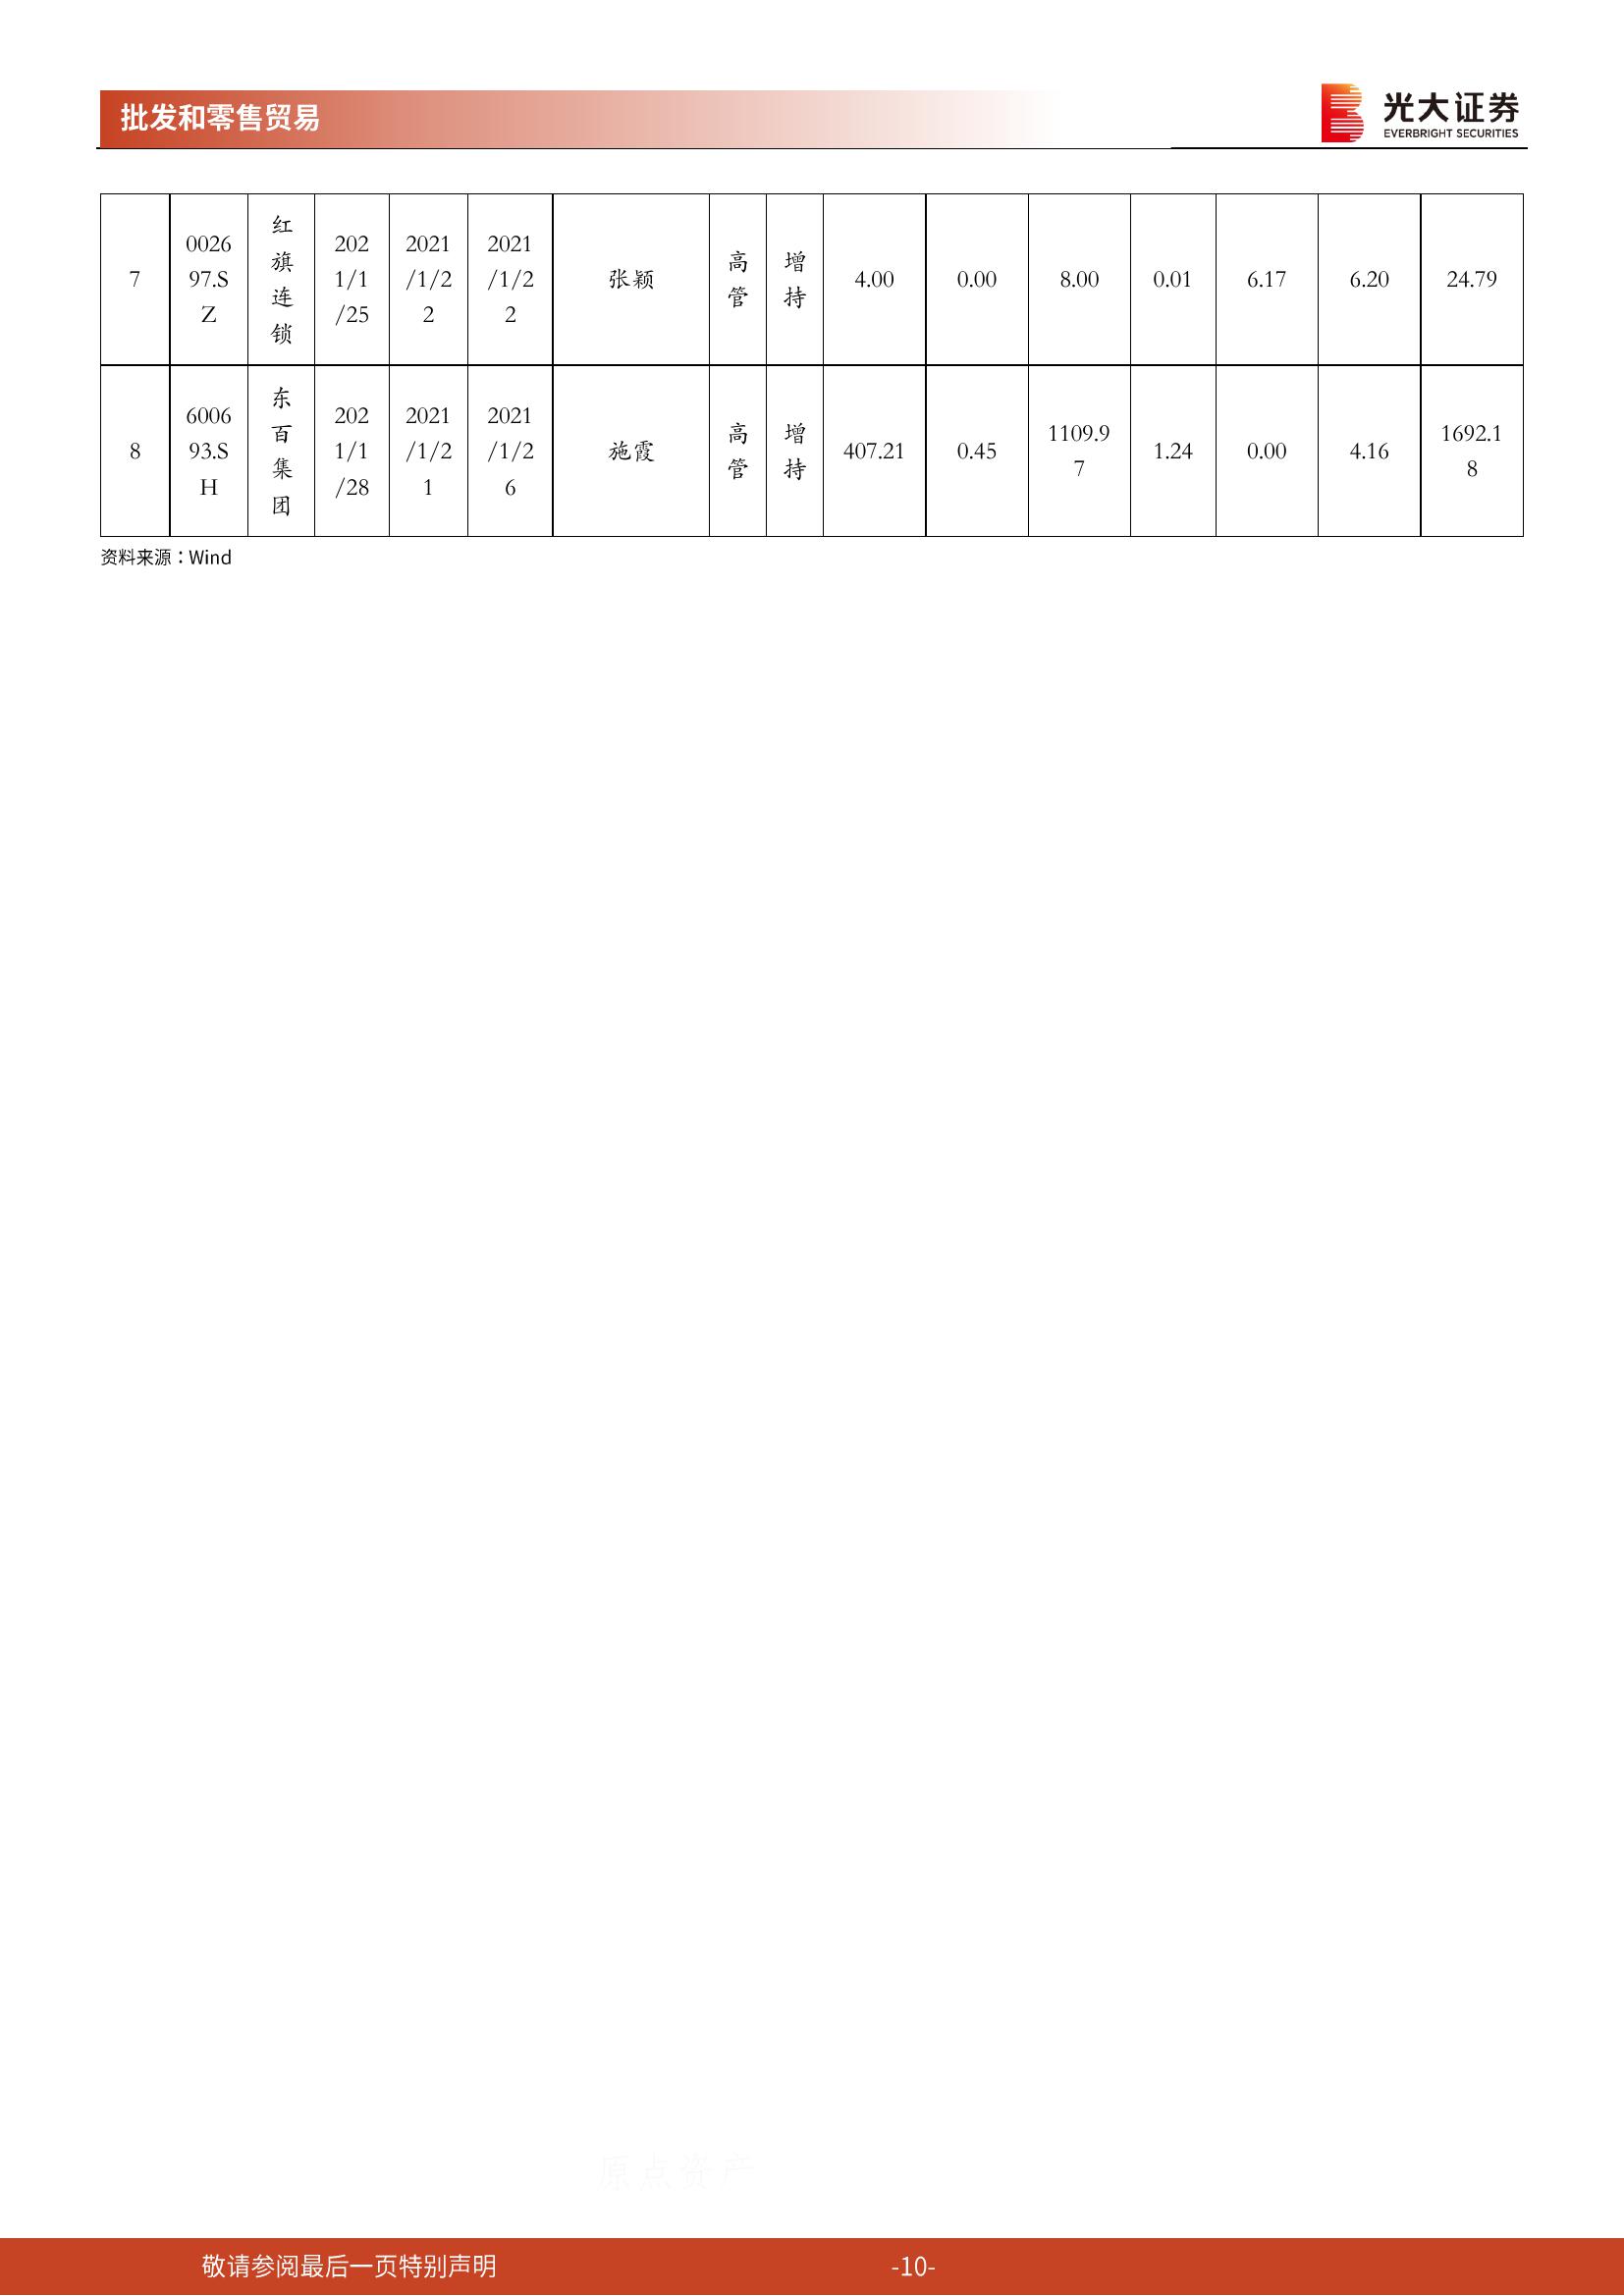 批发和零售贸易
光大证券
EVERBRIGHT SECURITIES
7 002697.SZ 红旗连锁 2021/1/25 2021/1/22 2021/1/22 张颖 高管 增持 4.00 0.00 8.00 0.01 6.17 6.20 24.79
8 600693.SH 东百集团 2021/1/28 2021/1/21 2021/1/26 施霞 高管 增持 407.21 0.45 1109.97 1.24 0.00 4.16 1692.18
资料来源：Wind
原点资产
敬请参阅最后一页特别声明 -10-